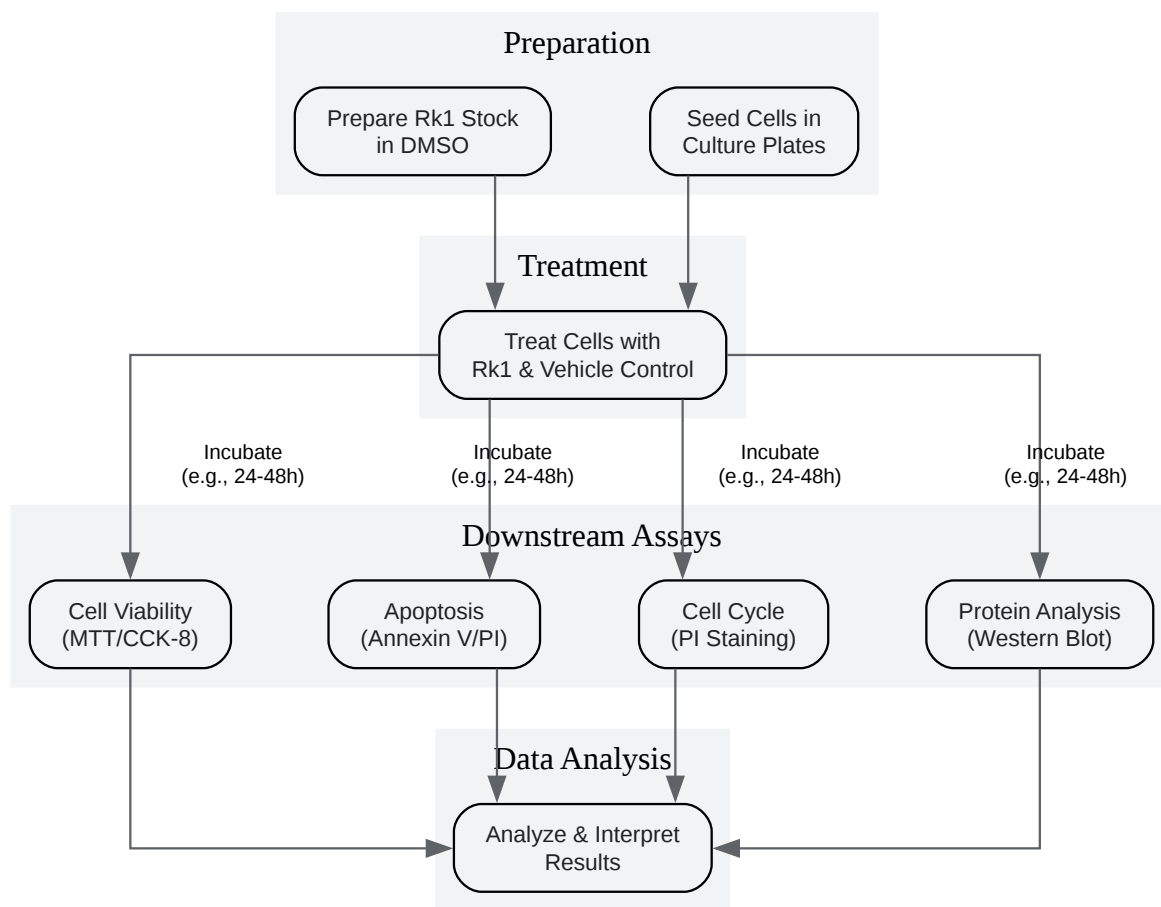 Preparation
Prepare Rk1 Stock
in DMSO
Seed Cells in
Culture Plates
Treatment
Treat Cells with
Rk1 & Vehicle Control
Incubate
(e.g., 24-48h)
Incubate
(e.g., 24-48h)
Incubate
(e.g., 24-48h)
Incubate
(e.g., 24-48h)
Downstream Assays
Cell Viability
(MTT/CCK-8)
Apoptosis
(Annexin V/PI)
Cell Cycle
(PI Staining)
Protein Analysis
(Western Blot)
Data Analysis
Analyze & Interpret
Results